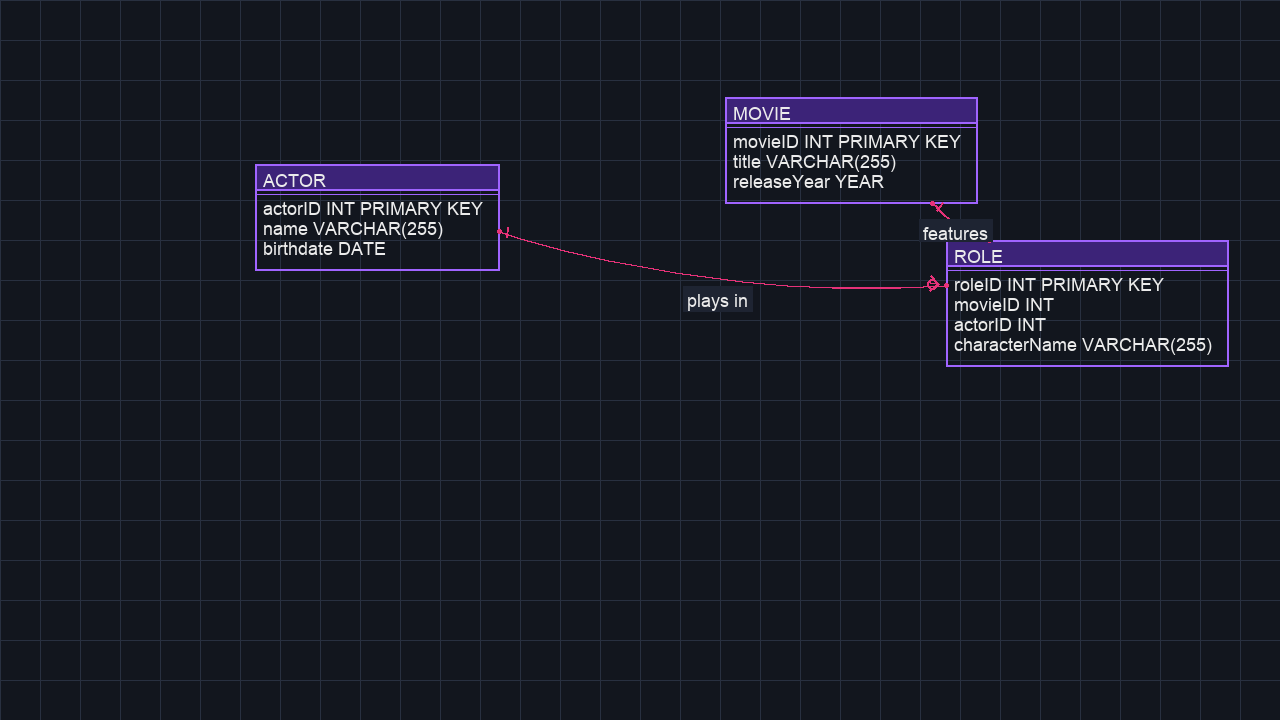 MOVIE
movieID INT PRIMARY KEY
title VARCHAR(255)
releaseYear YEAR
ACTOR
actorID INT PRIMARY KEY
name VARCHAR(255)
birthdate DATE
features
ROLE
roleID INT PRIMARY KEY
movieID INT
actorID INT
characterName VARCHAR(255)
plays in